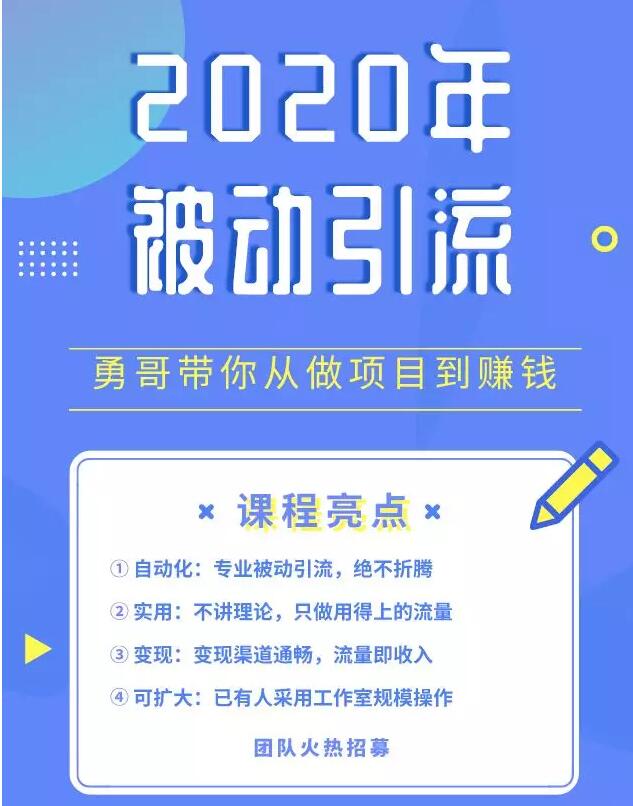 2020年
被动引流
勇哥带你从做项目到赚钱
× 课程亮点 ×
① 自动化：专业被动引流，绝不折腾
② 实用：不讲理论，只做用得上的流量
③ 变现：变现渠道通畅，流量即收入
④ 可扩大：已有人采用工作室规模操作
团队火热招募